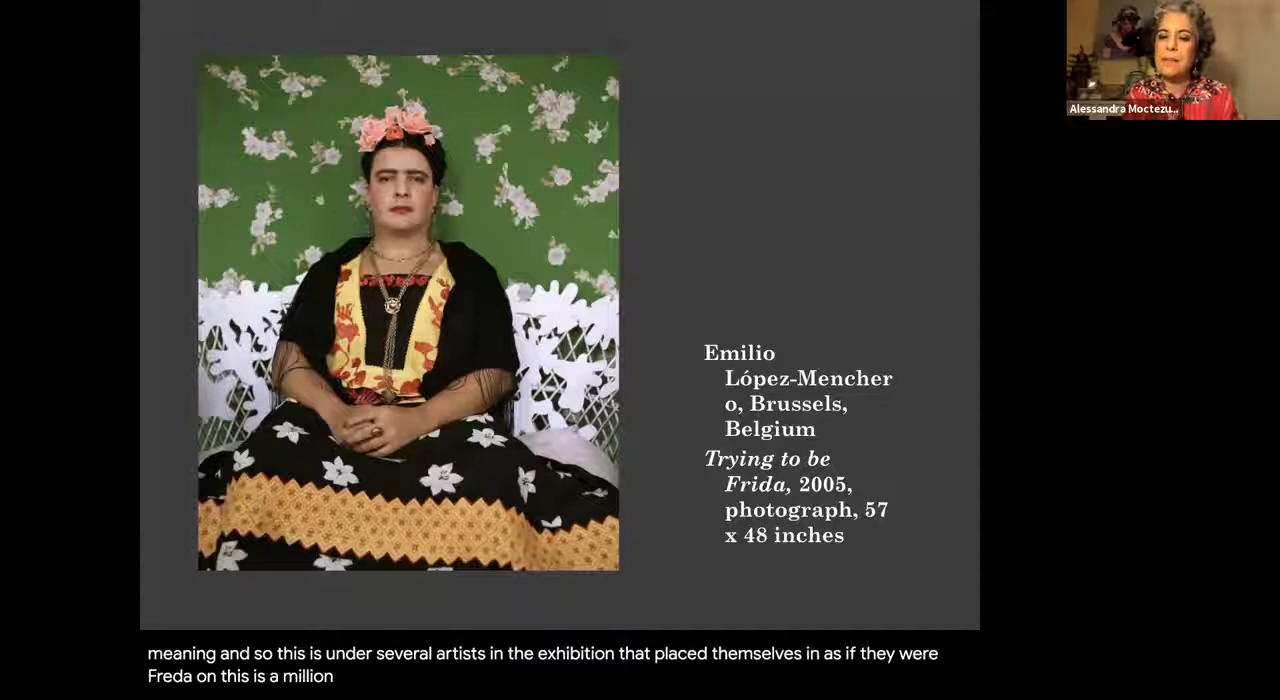 Alessandra Moctezu...
Emilio
López-Mencher
o, Brussels,
Belgium
Trying to be
Frida, 2005,
photograph, 57
x 48 inches
meaning and so this is under several artists in the exhibition that placed themselves in as if they were
Freda on this is a million